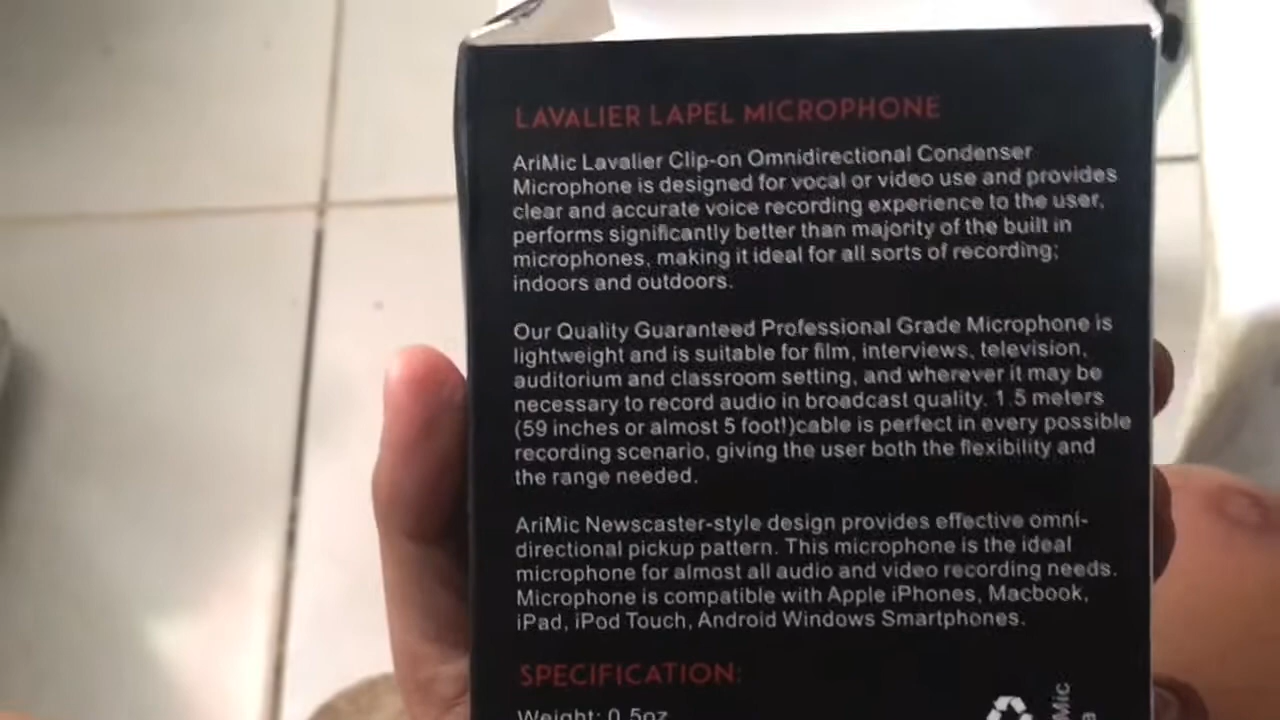 LAVALIER LAPEL MICROPHONE
AriMic Lavalier Clip-on Omnidirectional Condenser
Microphone is designed for vocal or video use and provides
clear and accurate voice recording experience to the user,
performs significantly better than majority of the built in
microphones, making it ideal for all sorts of recording;
indoors and outdoors.
Our Quality Guaranteed Professional Grade Microphone is
lightweight and is suitable for film, interviews, television,
auditorium and classroom setting, and wherever it may be
necessary to record audio in broadcast quality. 1.5 meters
(59 inches or almost 5 foot!)cable is perfect in every possible
recording scenario, giving the user both the flexibility and
the range needed.
AriMic Newscaster-style design provides effective omni-
directional pickup pattern. This microphone is the ideal
microphone for almost all audio and video recording needs.
Microphone is compatible with Apple iPhones, Macbook,
iPad, iPod Touch, Android Windows Smartphones.
SPECIFICATION:
Weight: 0.5oz